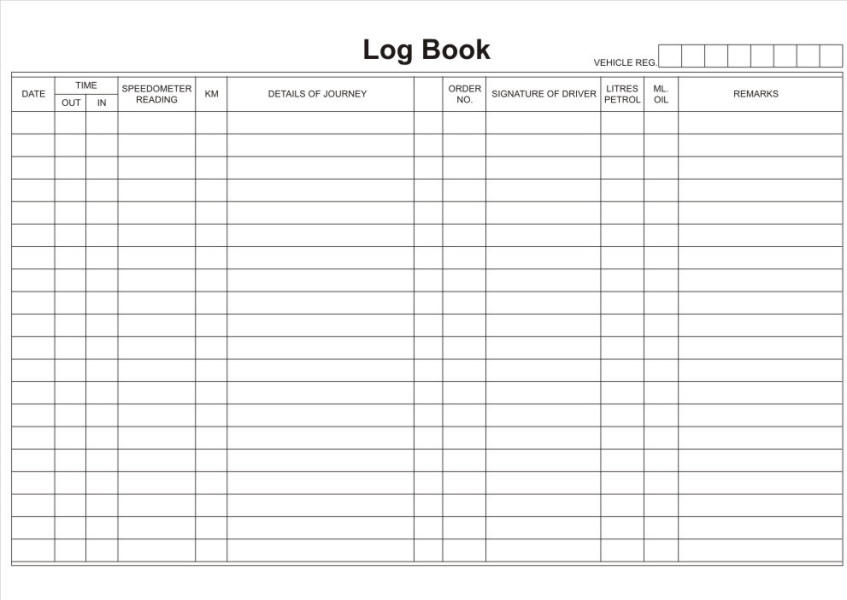 Log Book
VEHICLE REG.
DATE
TIME
OUT
IN
SPEEDOMETER
READING
KM
DETAILS OF JOURNEY
ORDER
NO.
SIGNATURE OF DRIVER
LITRES
PETROL
ML.
OIL
REMARKS